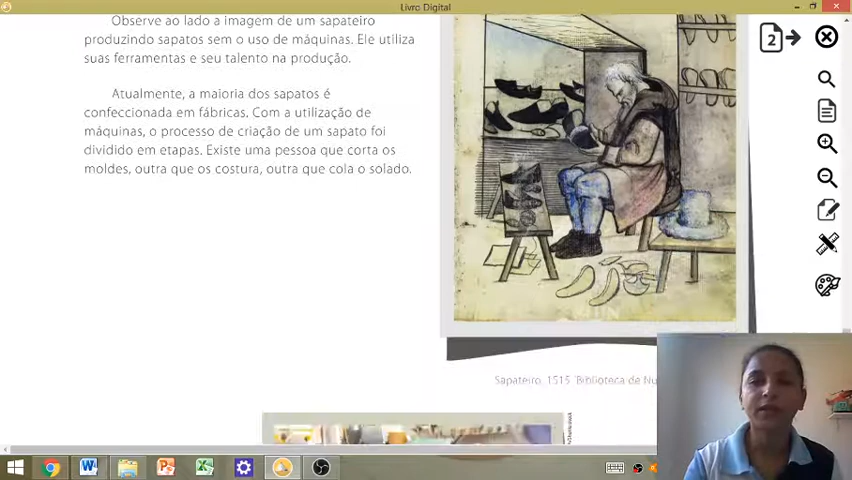 Livro Digital
Observe ao lado a imagem de um sapateiro
produzindo sapatos sem o uso de máquinas. Ele utiliza
suas ferramentas e seu talento na produção.
Atualmente, a maioria dos sapatos é
confeccionada em fábricas. Com a utilização de
máquinas, o processo de criação de um sapato foi
dividido em etapas. Existe uma pessoa que corta os
moldes, outra que os costura, outra que cola o solado.
2
Sapateiro, 1515 Biblioteca de Nu